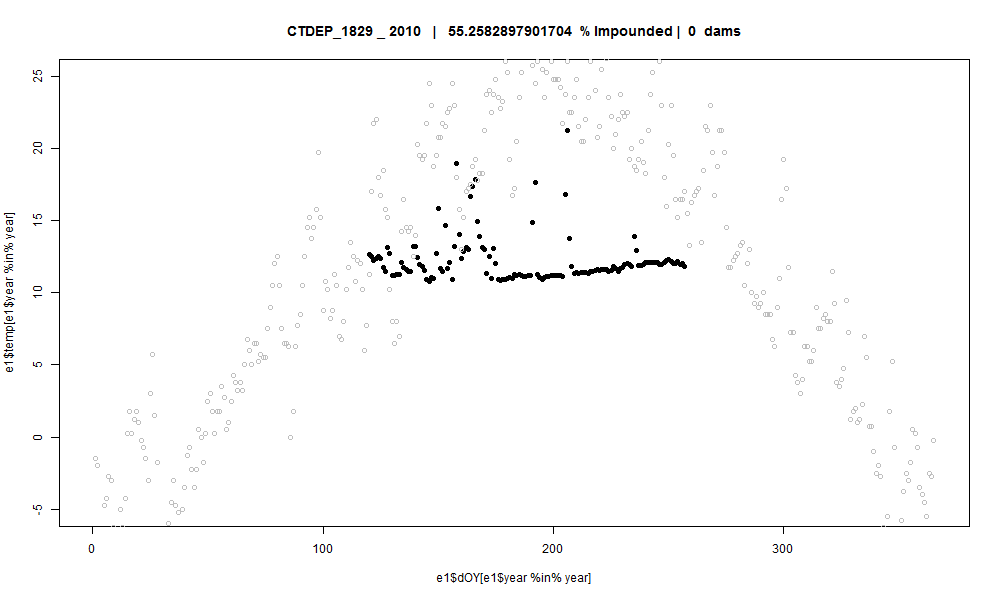 CTDEP_1829 _ 2010 | 55.2582897901704 % Impounded | 0 dams
e1$temp[e1$year %in% year]
25
20
15
10
5
0
-5
0 100 200 300
e1$dOY[e1$year %in% year]